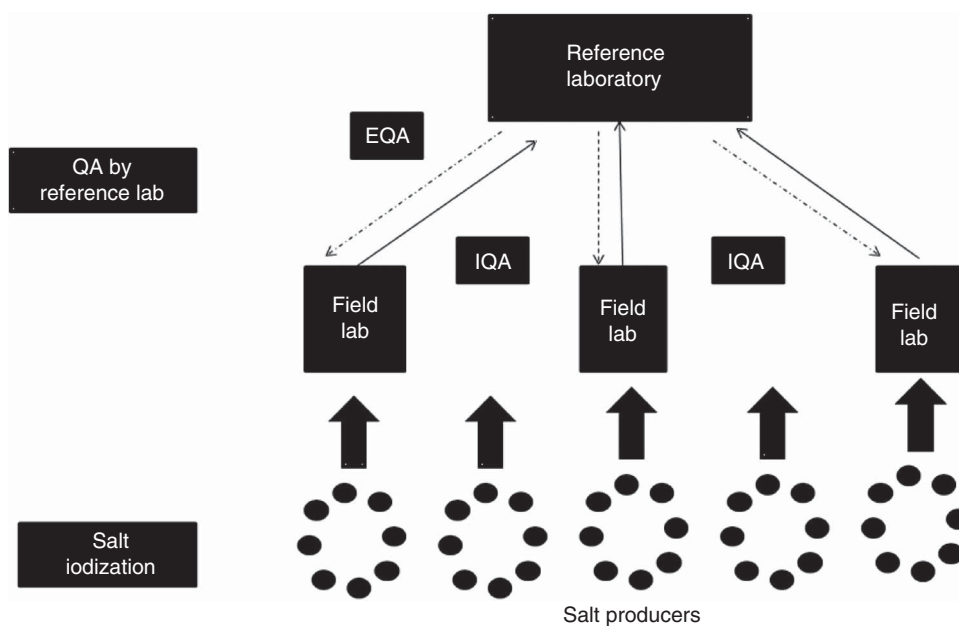 Reference
laboratory
EQA
QA by
reference lab
IQA
IQA
Field
lab
Field
lab
Field
lab
Salt
iodization
Salt producers